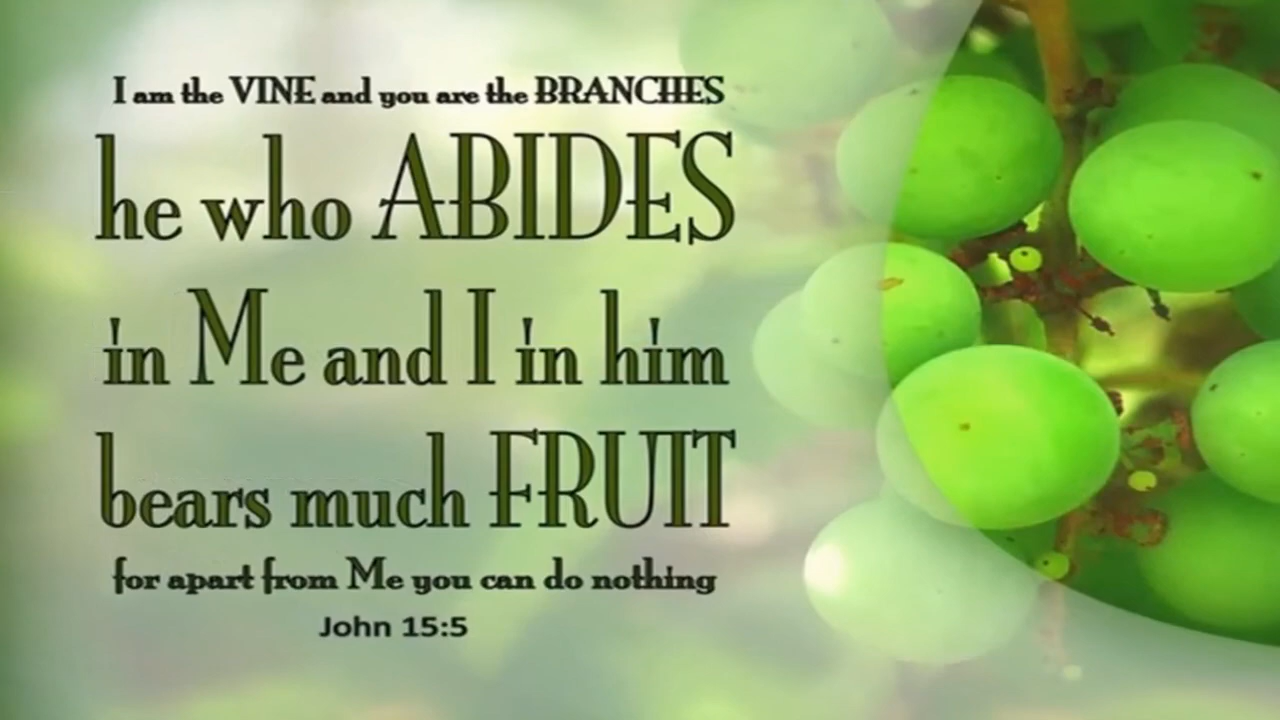 I am the VINE and you are the BRANCHES
he who ABIDES
in Me and I in him
bears much FRUIT
for apart from Me you can do nothing
John 15:5